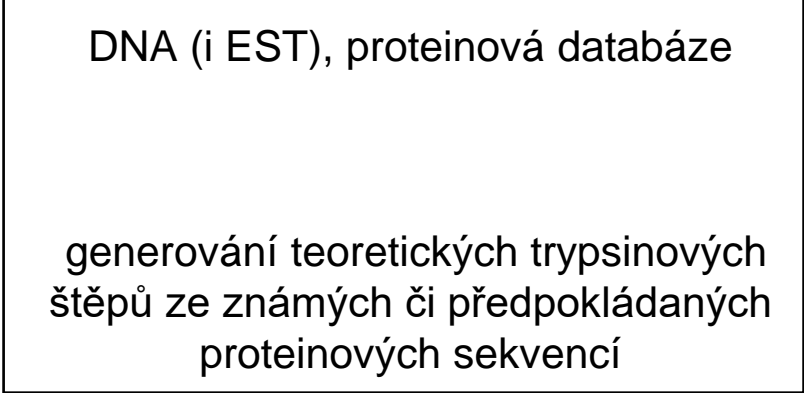 DNA (i EST), proteinová databáze
generování teoretických trypsinových
štěpů ze známých či předpokládaných
proteinových sekvencí